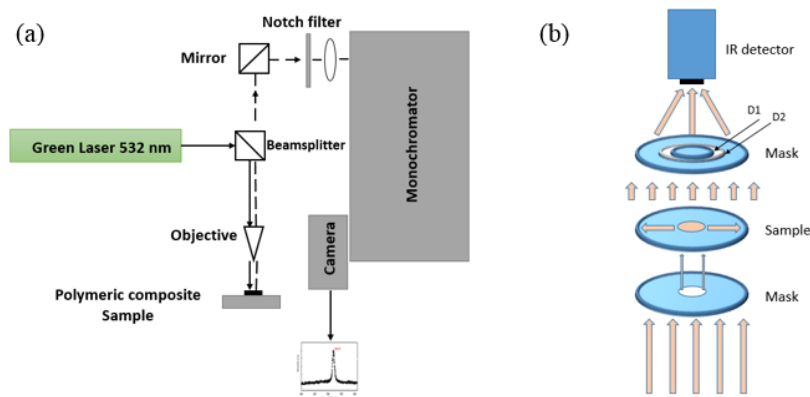 (a)
Notch filter
Mirror
Green Laser 532 nm
Beamsplitter
Monochromator
Objective
Camera
Polymeric composite
Sample
(b)
IR detector
D1
D2
Mask
Sample
Mask